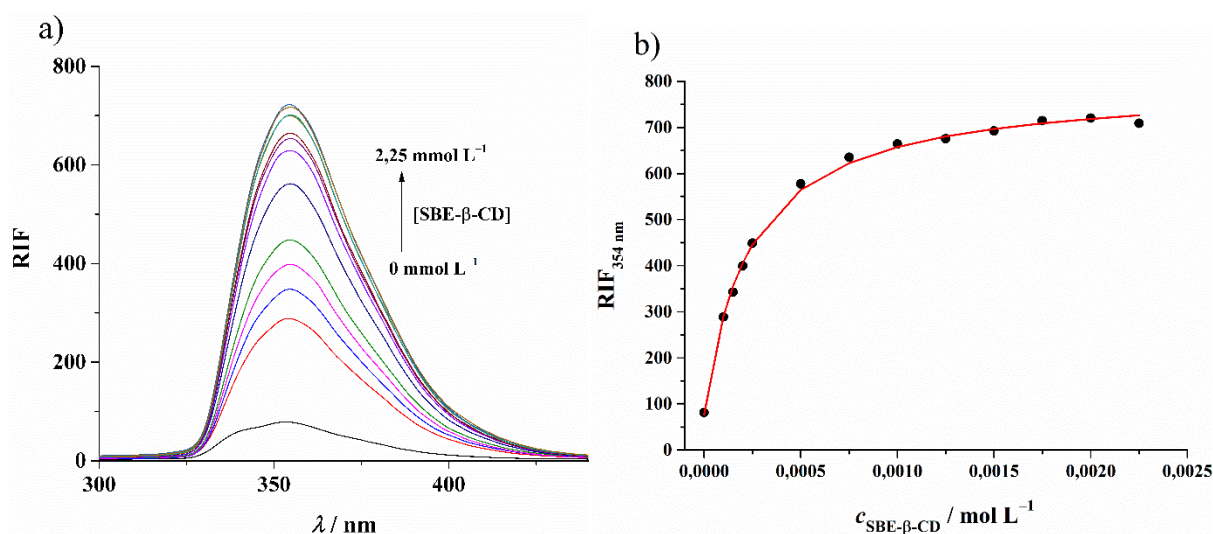 a)
800
600
400
200
0
RIF
2,25 mmol L⁻¹
[SBE-β-CD]
0 mmol L⁻¹
300
350
400
λ / nm
b)
800
700
600
500
400
300
200
100
0
RIF₃₅₄ ₙₘ
0,0000
0,0005
0,0010
0,0015
0,0020
0,0025
c_SBE-β-CD / mol L⁻¹